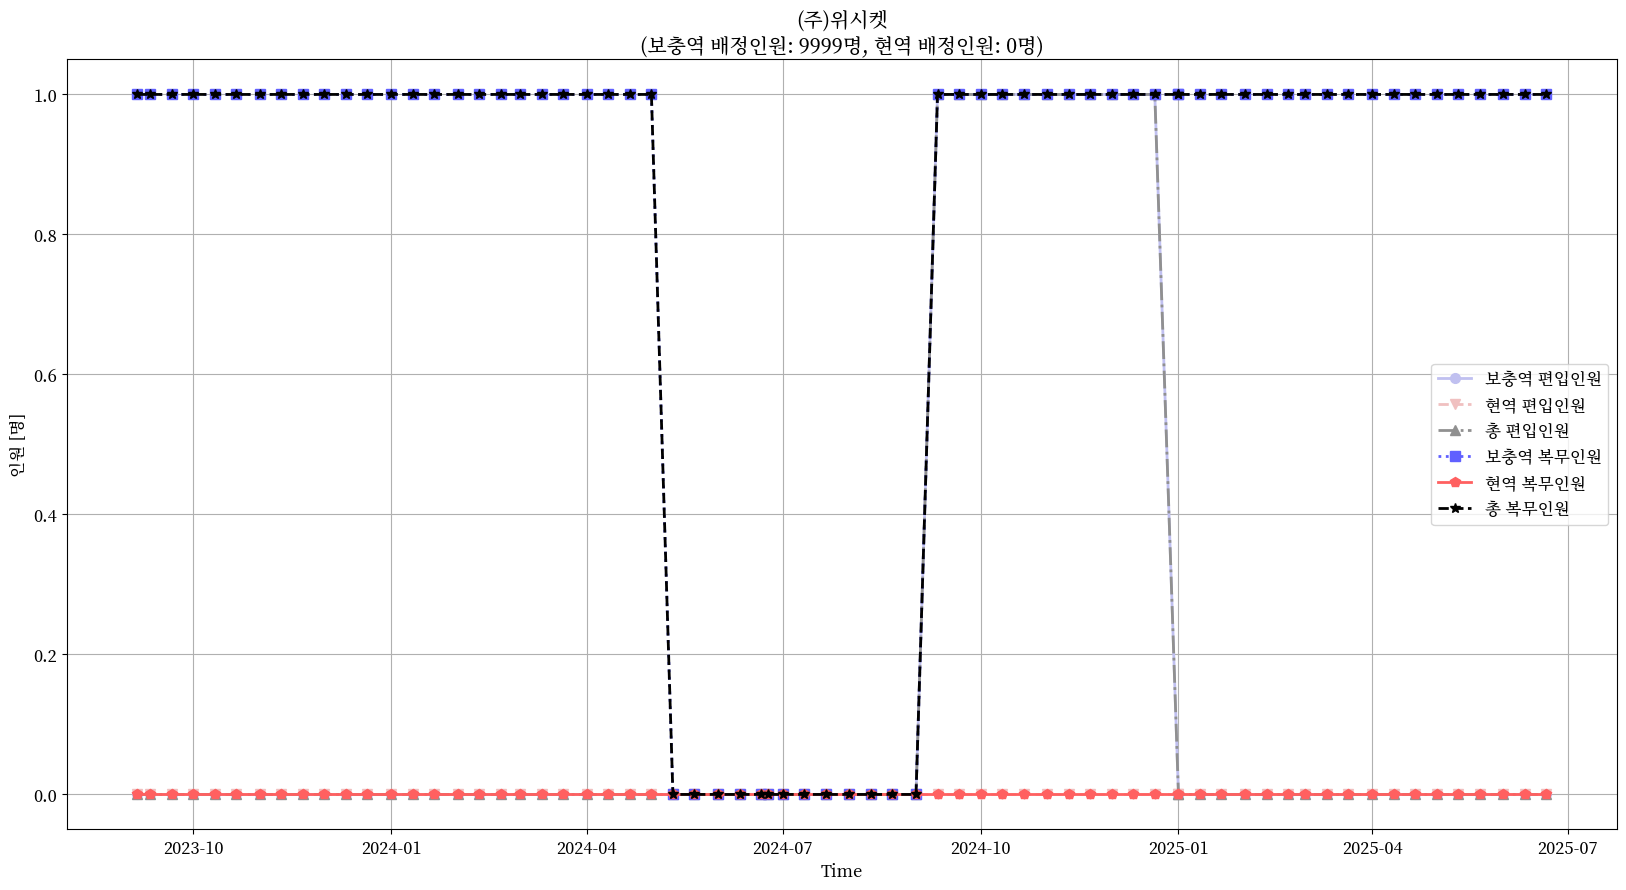 (주)위시켓
(보충역 배정인원: 9999명, 현역 배정인원: 0명)
인원 [명]
1.0
0.8
0.6
0.4
0.2
0.0
보충역 편입인원
현역 편입인원
총 편입인원
보충역 복무인원
현역 복무인원
총 복무인원
2023-10
2024-01
2024-04
2024-07
2024-10
2025-01
2025-04
2025-07
Time